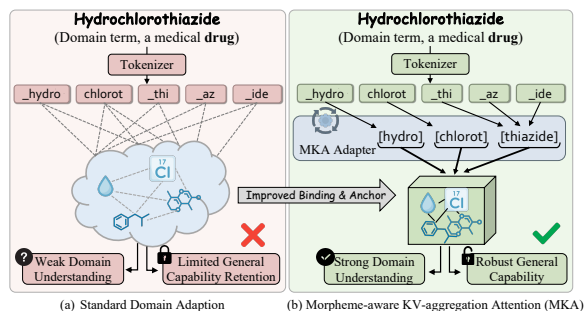 Hydrochlorothiazide
(Domain term, a medical drug)
Tokenizer
_hydro chlorot _thi _az _ide
17
Cl
?
Weak Domain
Understanding
Limited General
Capability Retention
(a) Standard Domain Adaption
Improved Binding & Anchor
Hydrochlorothiazide
(Domain term, a medical drug)
Tokenizer
_hydro chlorot _thi _az _ide
MKA Adapter
[hydro] [chlorot] [thiazide]
17
Cl
Strong Domain
Understanding
Robust General
Capability
(b) Morpheme-aware KV-aggregation Attention (MKA)